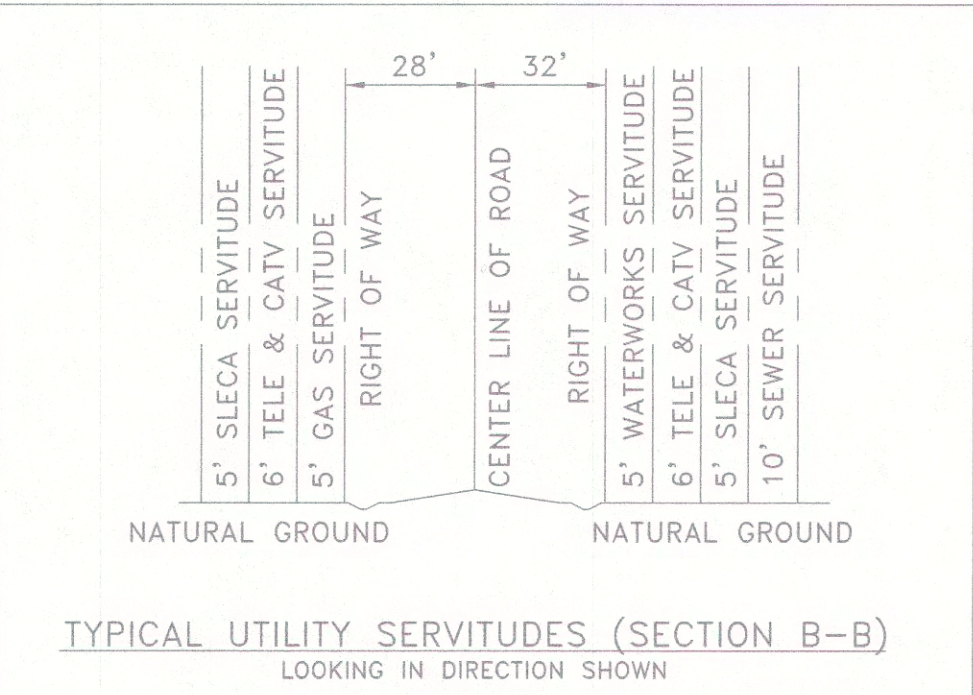 28' 32'
5' SLECA SERVITUDE
6' TELE & CATV SERVITUDE
5' GAS SERVITUDE
RIGHT OF WAY
CENTER LINE OF ROAD
RIGHT OF WAY
5' WATERWORKS SERVITUDE
6' TELE & CATV SERVITUDE
5' SLECA SERVITUDE
10' SEWER SERVITUDE
NATURAL GROUND NATURAL GROUND
TYPICAL UTILITY SERVITUDES (SECTION B-B)
LOOKING IN DIRECTION SHOWN